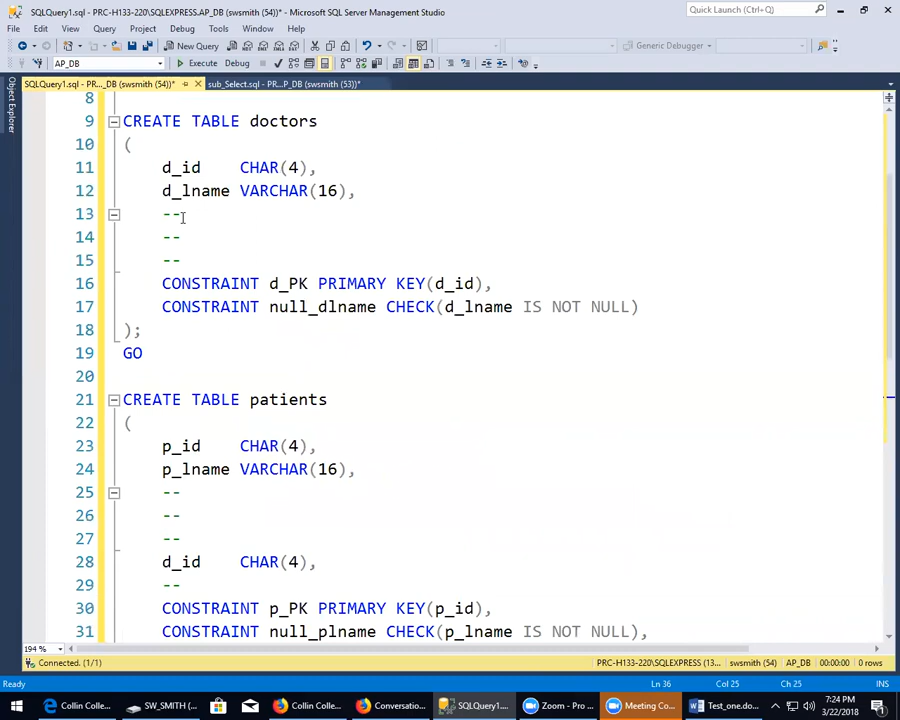 SQLQuery1.sql - PRC-H133-220\SQLEXPRESS.AP_DB (swsmith (54))* - Microsoft SQL Server Management Studio
Quick Launch (Ctrl+Q)
File Edit View Query Project Debug Tools Window Help
New Query
Generic Debugger
AP_DB
Execute Debug
SQLQuery1.sql - PR..._DB (swsmith (54))*
sub_Select.sql - PR...P_DB (swsmith (53))*
Object Explorer
8
9 CREATE TABLE doctors
10 (
11 d_id CHAR(4),
12 d_lname VARCHAR(16),
13 --
14 --
15 --
16 CONSTRAINT d_PK PRIMARY KEY(d_id),
17 CONSTRAINT null_dlname CHECK(d_lname IS NOT NULL)
18 );
19 GO
20
21 CREATE TABLE patients
22 (
23 p_id CHAR(4),
24 p_lname VARCHAR(16),
25 --
26 --
27 --
28 d_id CHAR(4),
29 --
30 CONSTRAINT p_PK PRIMARY KEY(p_id),
31 CONSTRAINT null_plname CHECK(p_lname IS NOT NULL),
194 %
Connected. (1/1)
PRC-H133-220\SQLEXPRESS (13... swsmith (54) AP_DB 00:00:00 0 rows
Ready
Ln 36 Col 25 Ch 25 INS
Collin Colle...
SW_SMITH (...
Collin Colle...
Conversatio...
SQLQuery1....
Zoom - Pro ...
Meeting Co...
Test_one.do...
7:24 PM
3/22/2018
1